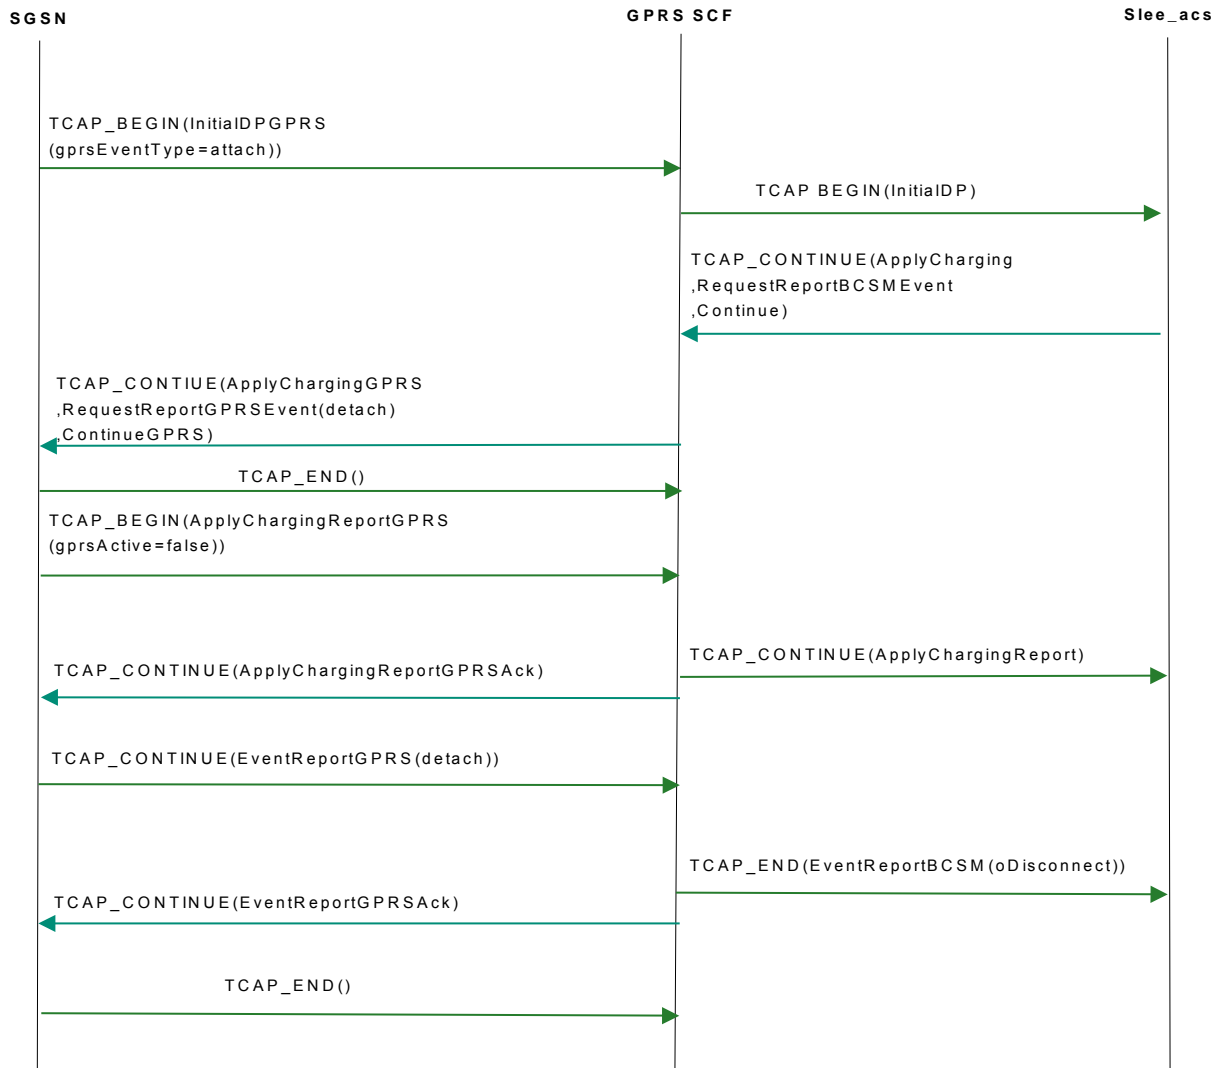 SGSN
GPRS SCF
Slee_acs
TCAP_BEGIN(InitialDPGPRS
(gprsEventType=attach))
TCAP BEGIN(InitialDP)
TCAP_CONTINUE(ApplyCharging
,RequestReportBCSMEvent
,Continue)
TCAP_CONTIUE(ApplyChargingGPRS
,RequestReportGPRSEvent(detach)
,ContinueGPRS)
TCAP_END()
TCAP_BEGIN(ApplyChargingReportGPRS
(gprsActive=false))
TCAP_CONTINUE(ApplyChargingReport)
TCAP_CONTINUE(ApplyChargingReportGPRSAck)
TCAP_CONTINUE(EventReportGPRS(detach))
TCAP_END(EventReportBCSM(oDisconnect))
TCAP_CONTINUE(EventReportGPRSAck)
TCAP_END()